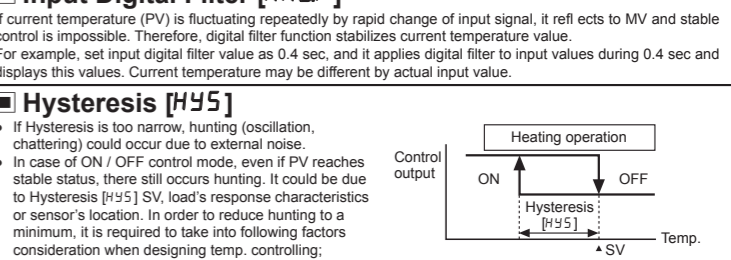 Input Digital Filter [
If current temperature (PV) is fluctuating repeatedly by rapid change of input signal, it refl ects to MV and stable
control is impossible. Therefore, digital filter function stabilizes current temperature value.
For example, set input digital filter value as 0.4 sec, and it applies digital filter to input values during 0.4 sec and
displays this values. Current temperature may be different by actual input value.
■ Hysteresis [HYS]
• If Hysteresis is too narrow, hunting (oscillation,
chattering) could occur due to external noise.
• In case of ON / OFF control mode, even if PV reaches
stable status, there still occurs hunting. It could be due
to Hysteresis [HYS] SV, load's response characteristics
or sensor's location. In order to reduce hunting to a
minimum, it is required to take into following factors
consideration when designing temp. controlling;
Heating operation
Control
output
ON
OFF
Hysteresis
[HYS]
Temp.
▲SV